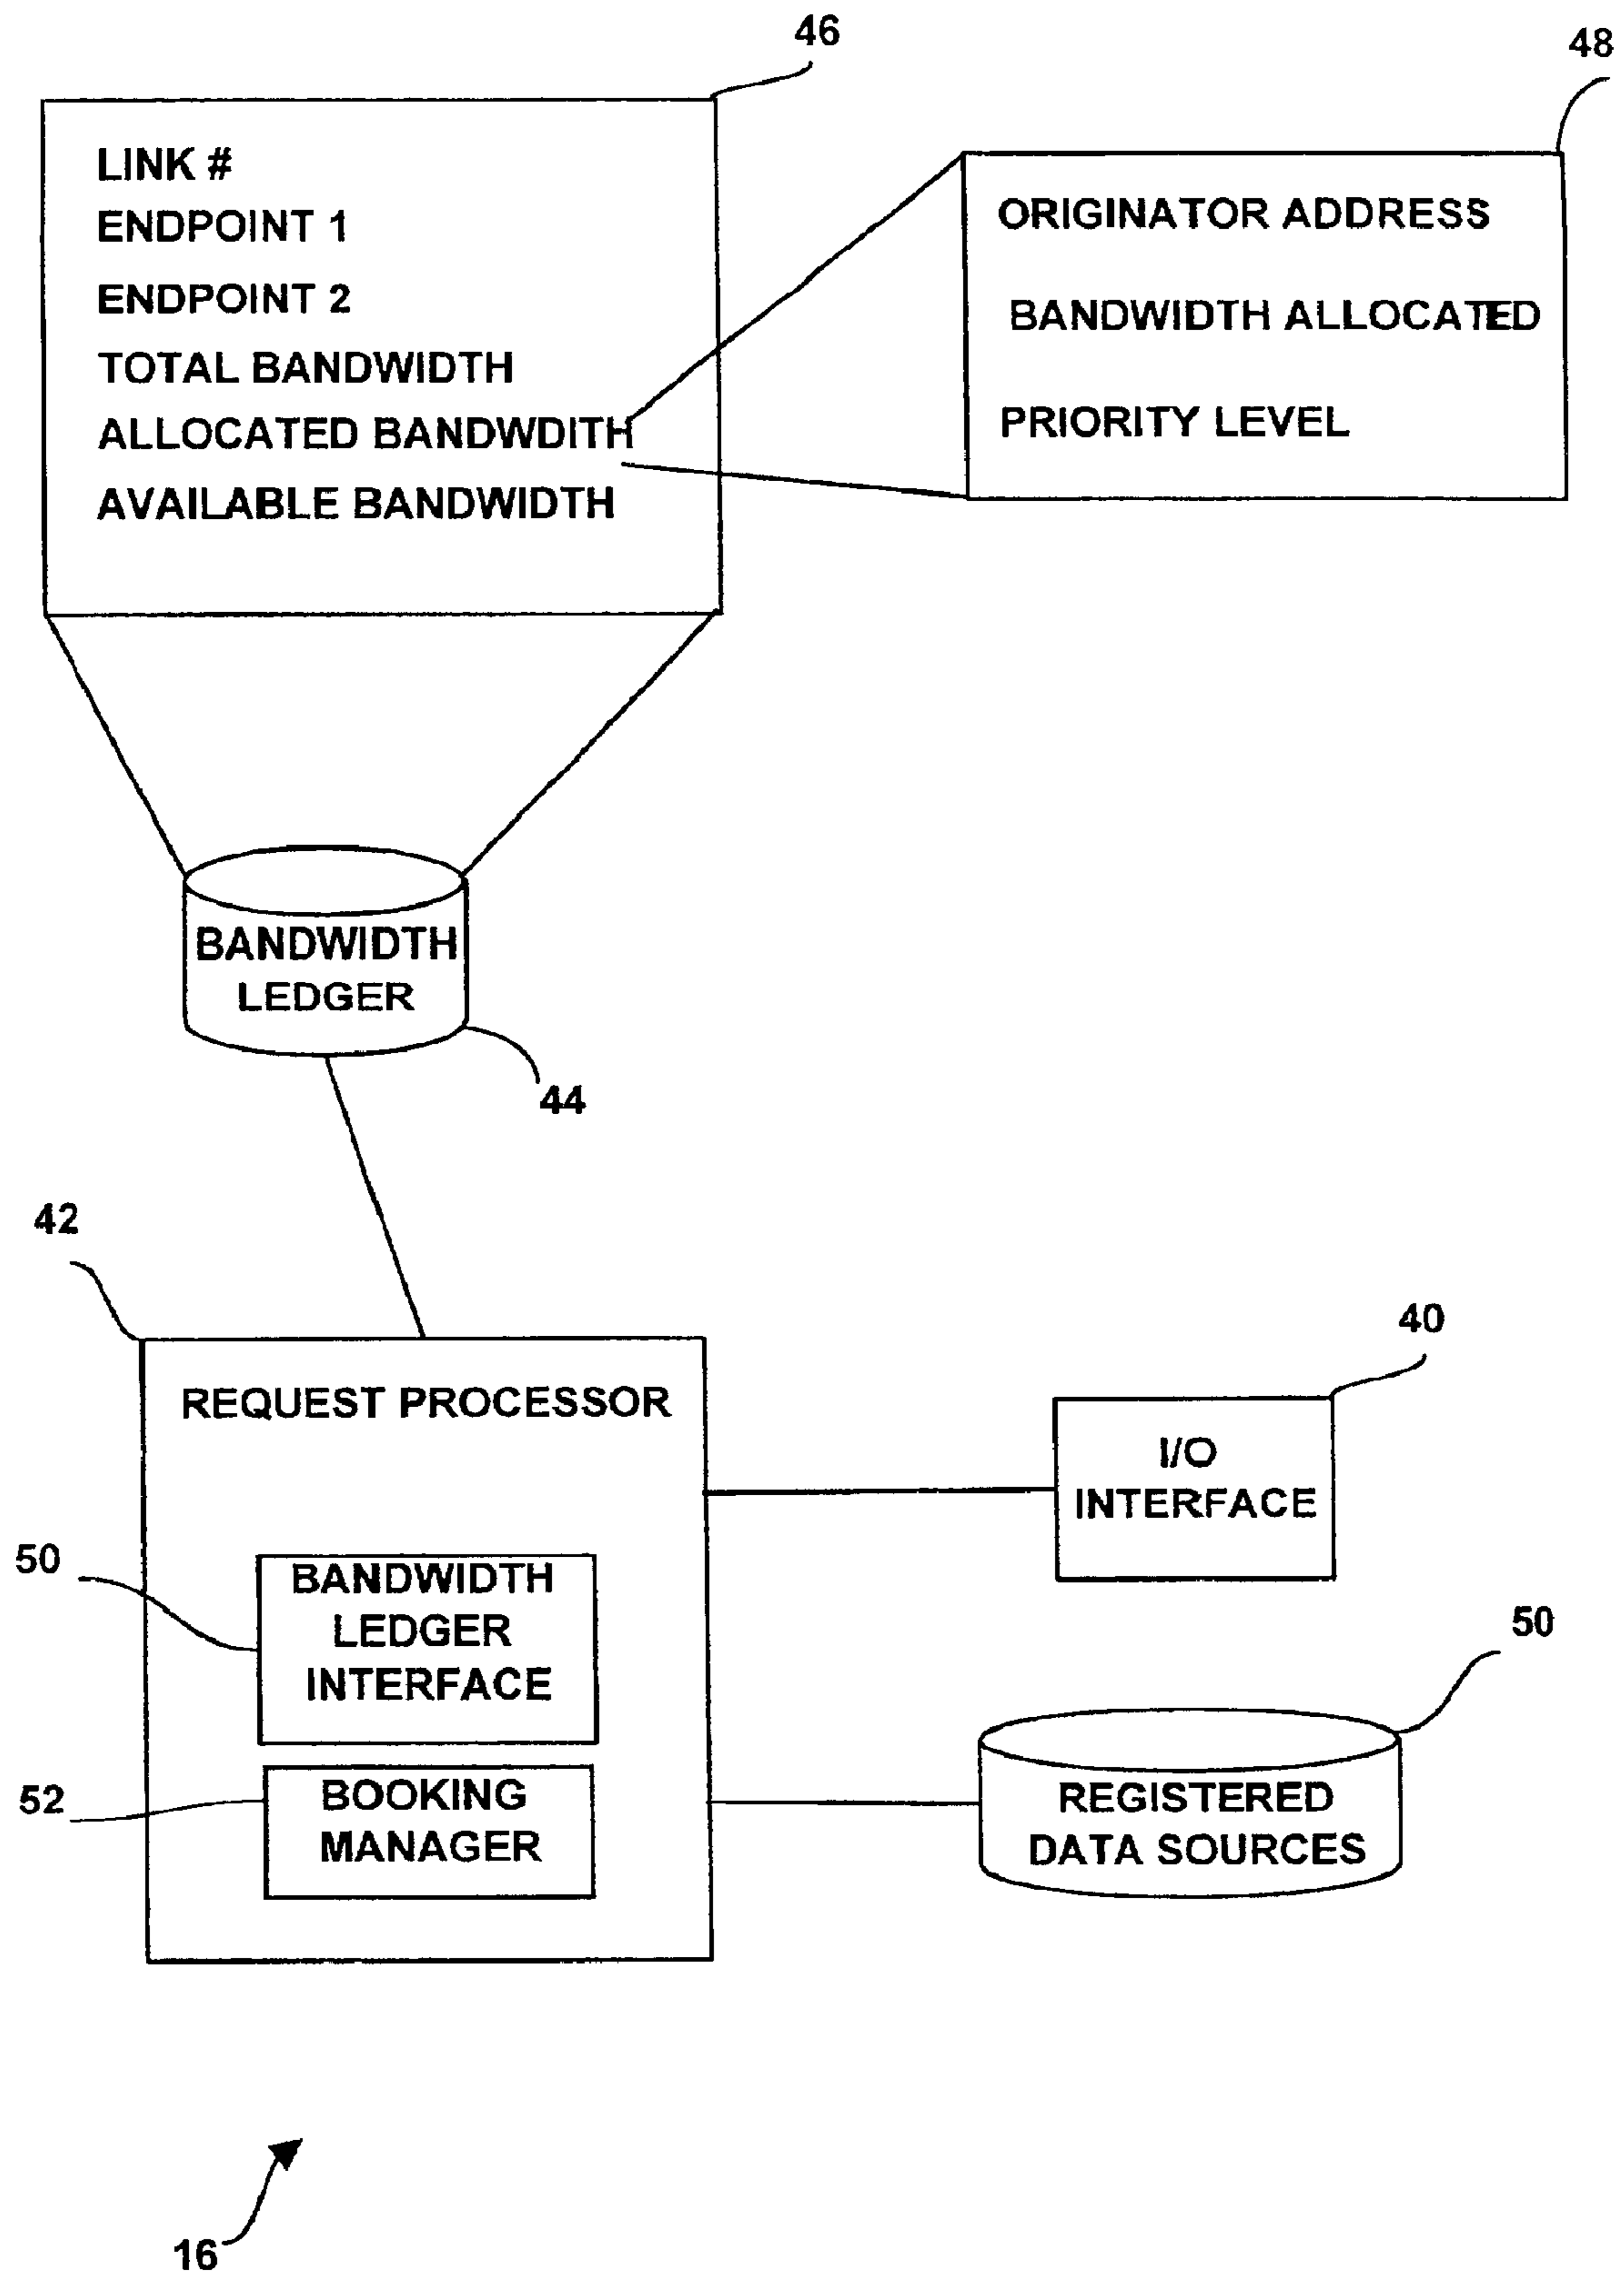 46
48
LINK #
ENDPOINT 1
ENDPOINT 2
TOTAL BANDWIDTH
ALLOCATED BANDWDITH
AVAILABLE BANDWIDTH
ORIGINATOR ADDRESS
BANDWIDTH ALLOCATED
PRIORITY LEVEL
BANDWIDTH
LEDGER
44
42
REQUEST PROCESSOR
40
I/O
INTERFACE
50
BANDWIDTH
LEDGER
INTERFACE
50
52
BOOKING
MANAGER
REGISTERED
DATA SOURCES
16